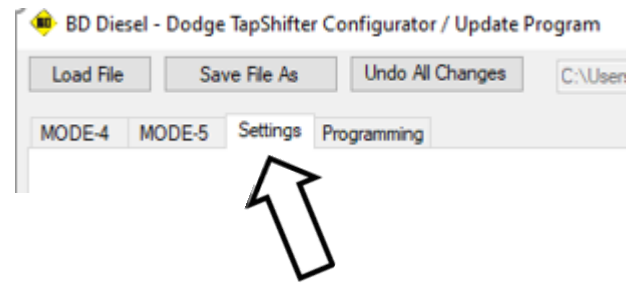 BD Diesel - Dodge TapShifter Configurator / Update Program
Load File Save File As Undo All Changes C:\Users
MODE-4 MODE-5 Settings Programming